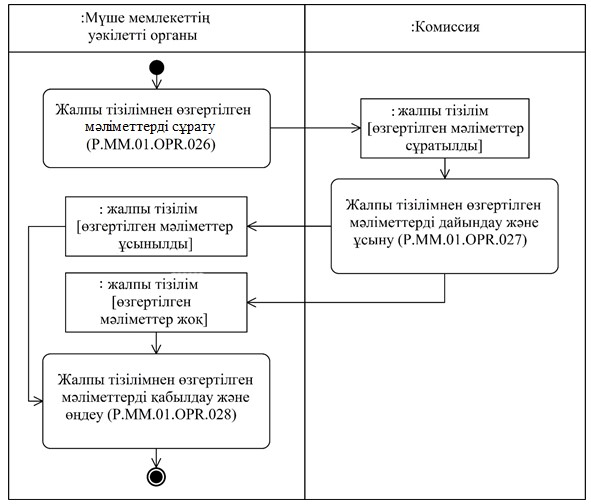 :Мүше мемлекеттің
уәкілетті органы
:Комиссия
Жалпы тізілімнен өзгертілген
мәліметтерді сұрату
(P.MM.01.OPR.026)
: жалпы тізілім
[өзгертілген мәліметтер
сұратылды]
Жалпы тізілімнен өзгертілген
мәліметтерді дайындау және
ұсыну (P.MM.01.OPR.027)
: жалпы тізілім
[өзгертілген мәліметтер
ұсынылды]
: жалпы тізілім
[өзгертілген
мәліметтер жоқ]
Жалпы тізілімнен өзгертілген
мәліметтерді қабылдау және
өңдеу (P.MM.01.OPR.028)